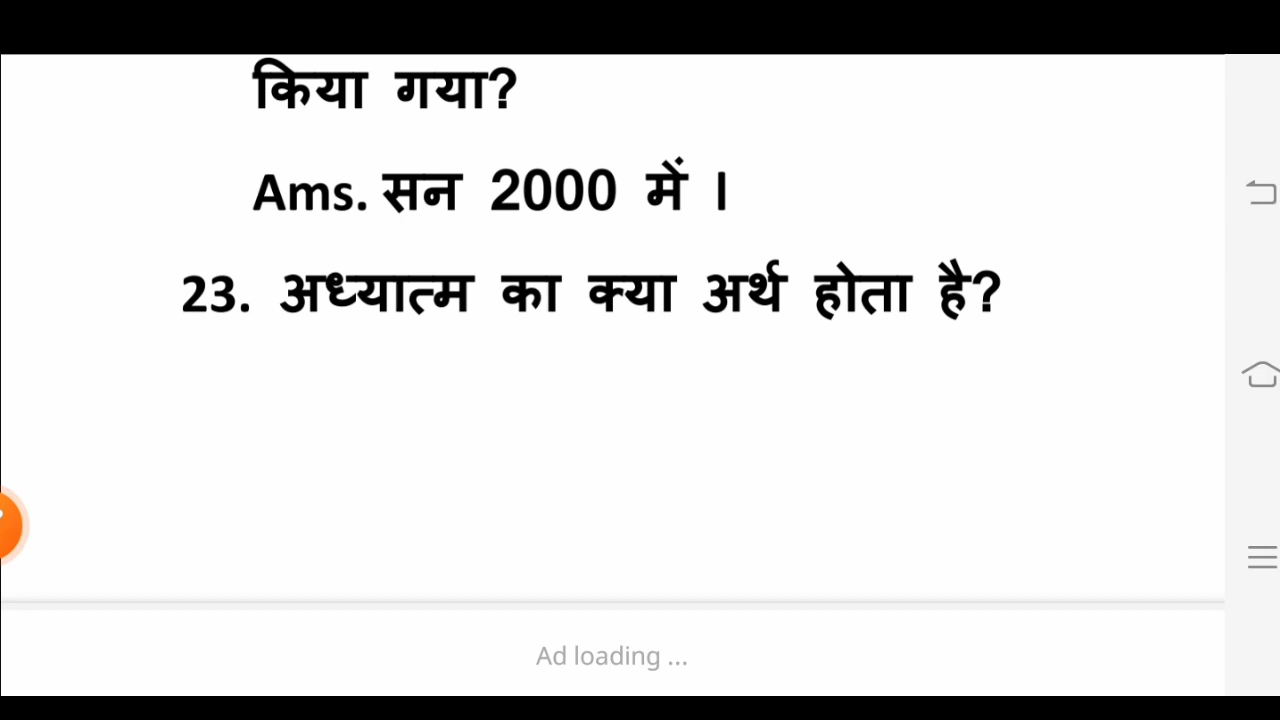 किया गया?
Ams. सन 2000 में ।
23. अध्यात्म का क्या अर्थ होता है?
Ad loading ...